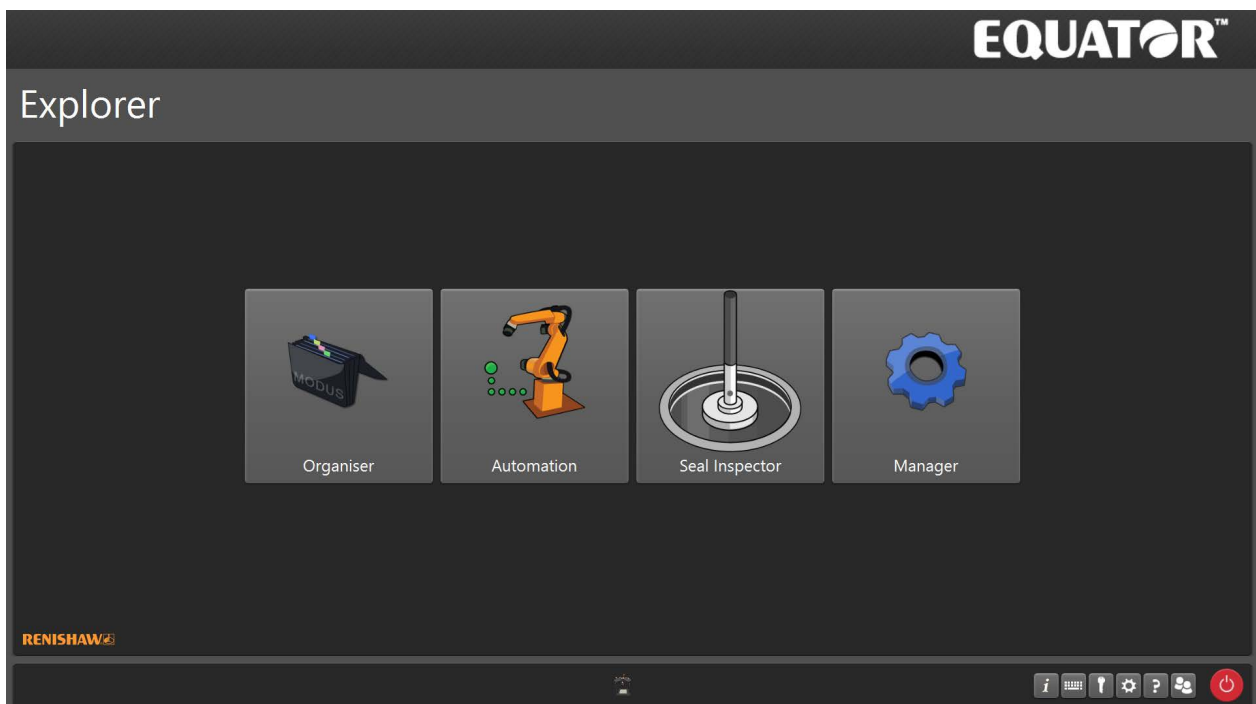 EQUATOR™
Explorer
MODUS
Organiser
Automation
Seal Inspector
Manager
RENISHAW
i
?